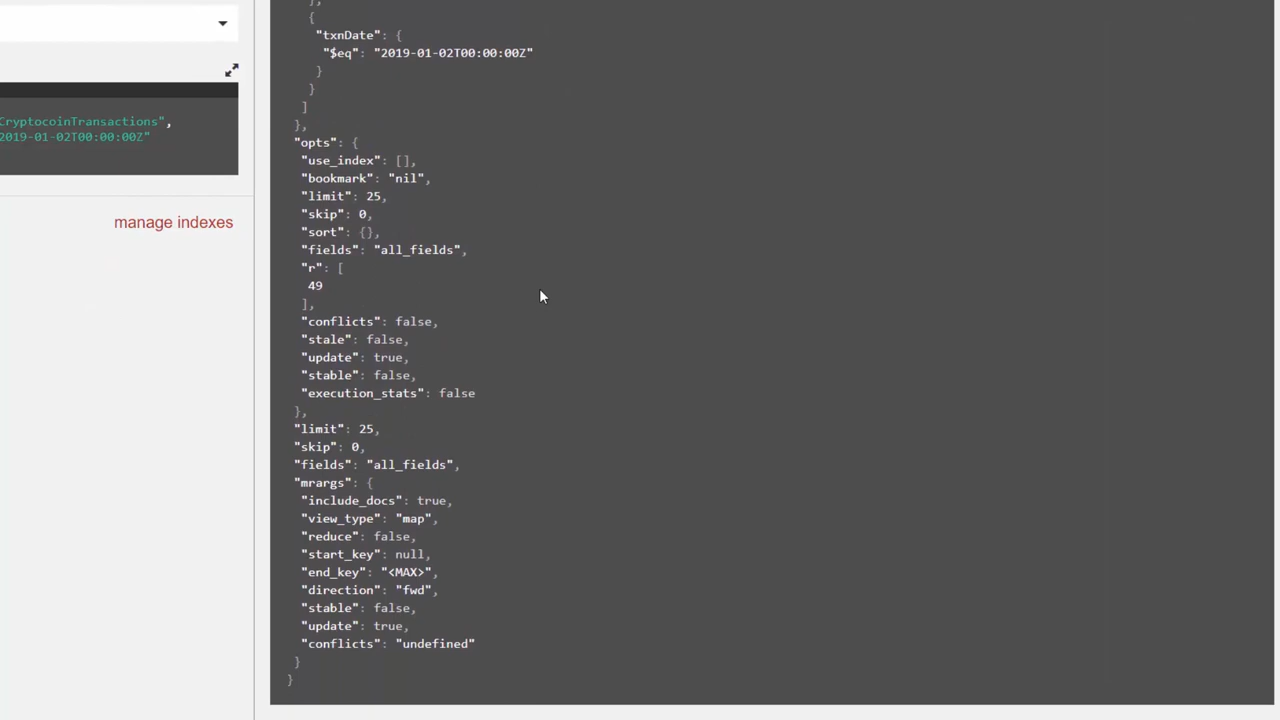 ],
{
"txnDate": {
"$eq": "2019-01-02T00:00:00Z"
}
}
]
},
"opts": {
"use_index": [],
"bookmark": "nil",
"limit": 25,
"skip": 0,
"sort": {},
"fields": "all_fields",
"r": [
49
],
"conflicts": false,
"stale": false,
"update": true,
"stable": false,
"execution_stats": false
},
"limit": 25,
"skip": 0,
"fields": "all_fields",
"mrargs": {
"include_docs": true,
"view_type": "map",
"reduce": false,
"start_key": null,
"end_key": "<MAX>",
"direction": "fwd",
"stable": false,
"update": true,
"conflicts": "undefined"
}
}
CryptocoinTransactions",
2019-01-02T00:00:00Z"
manage indexes